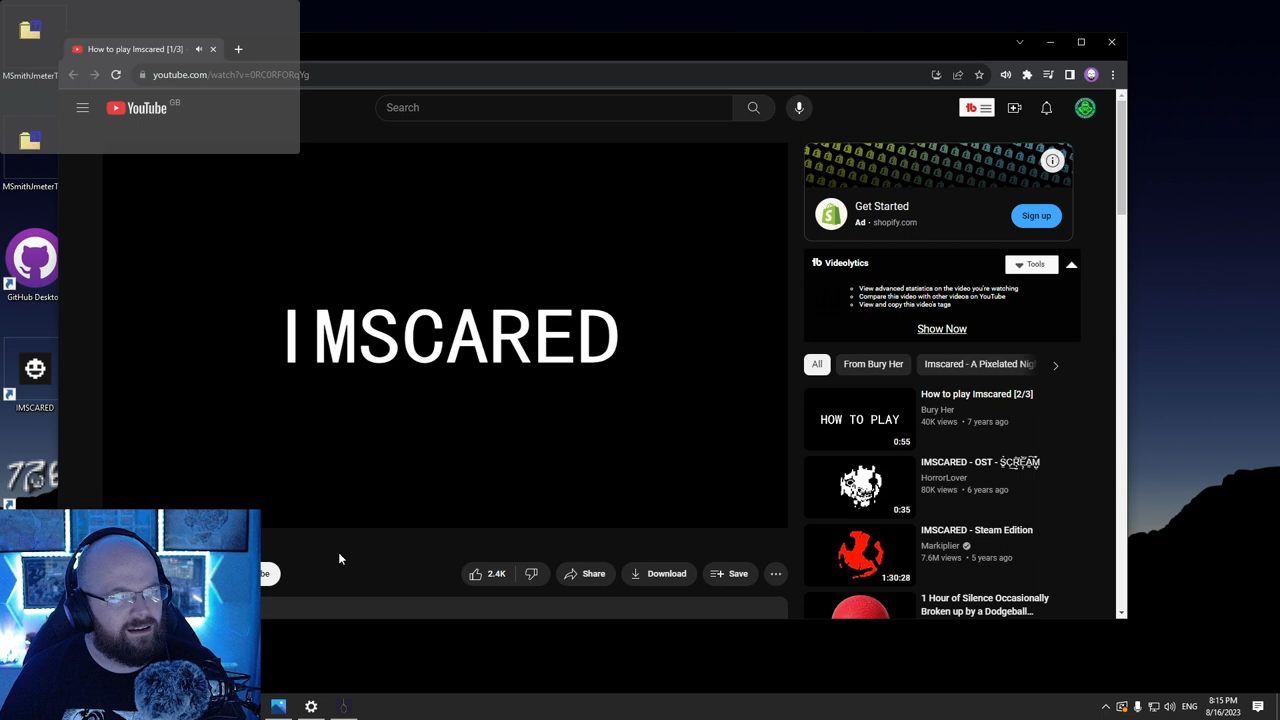 How to play Imscared [1/3] -
youtube.com/watch?v=0RC0RFORqYg
MSmithJmeterT
YouTube GB
Search
tb
MSmithJmeterT
Get Started
Ad · shopify.com
Sign up
GitHub Deskto
IMSCARED
tb Videolytics
Tools
View advanced statistics on the video you're watching
Compare this video with other videos on YouTube
View and copy this video's tags
Show Now
IMSCARED
All
From Bury Her
Imscared - A Pixelated Nig
How to play Imscared [2/3]
Bury Her
40K views • 7 years ago
HOW TO PLAY
0:55
IMSCARED - OST - SCREAM
HorrorLover
80K views • 6 years ago
0:35
IMSCARED - Steam Edition
Markiplier
7.6M views • 5 years ago
1:30:28
be
2.4K
Share
Download
Save
1 Hour of Silence Occasionally
Broken up by a Dodgeball...
ENG
8:15 PM
8/16/2023